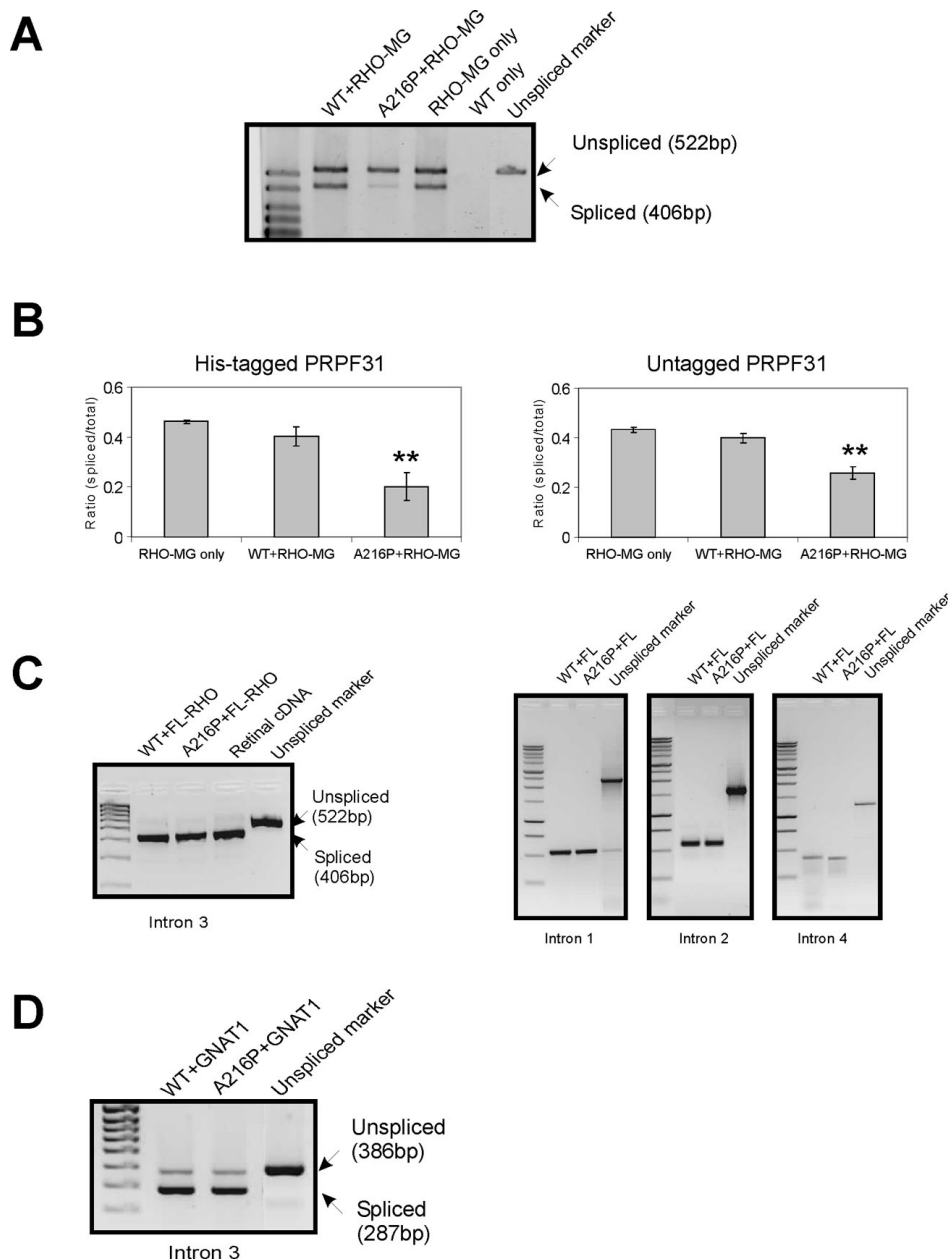 A
WT+RHO-MG
A216P+RHO-MG
RHO-MG only
WT only
Unspliced marker
Unspliced (522bp)
Spliced (406bp)
B
His-tagged PRPF31
Ratio (spliced/total)
0.6
0.4
0.2
0
**
RHO-MG only
WT+RHO-MG
A216P+RHO-MG
Untagged PRPF31
Ratio (spliced/total)
0.6
0.4
0.2
0
**
RHO-MG only
WT+RHO-MG
A216P+RHO-MG
C
WT+FL-RHO
A216P+FL-RHO
Retinal cDNA
Unspliced marker
Unspliced
(522bp)
Spliced
(406bp)
Intron 3
WT+FL
A216P+FL
Unspliced marker
Intron 1
WT+FL
A216P+FL
Unspliced marker
Intron 2
WT+FL
A216P+FL
Unspliced marker
Intron 4
D
WT+GNAT1
A216P+GNAT1
Unspliced marker
Unspliced
(386bp)
Spliced
(287bp)
Intron 3